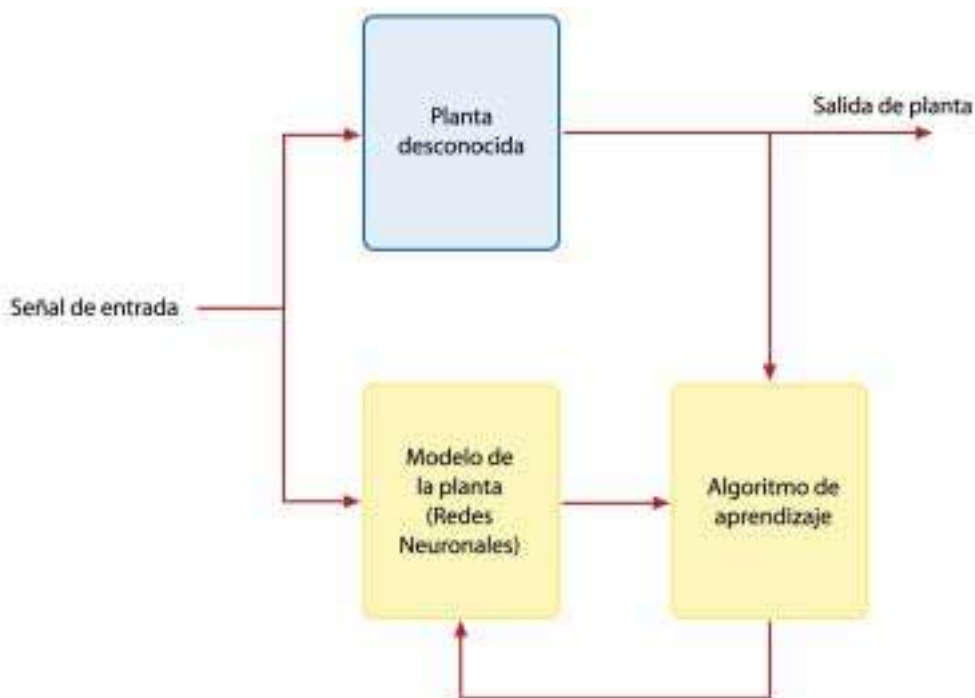 Planta
desconocida
Salida de planta
Señal de entrada
Modelo de
la planta
(Redes
Neuronales)
Algoritmo de
aprendizaje